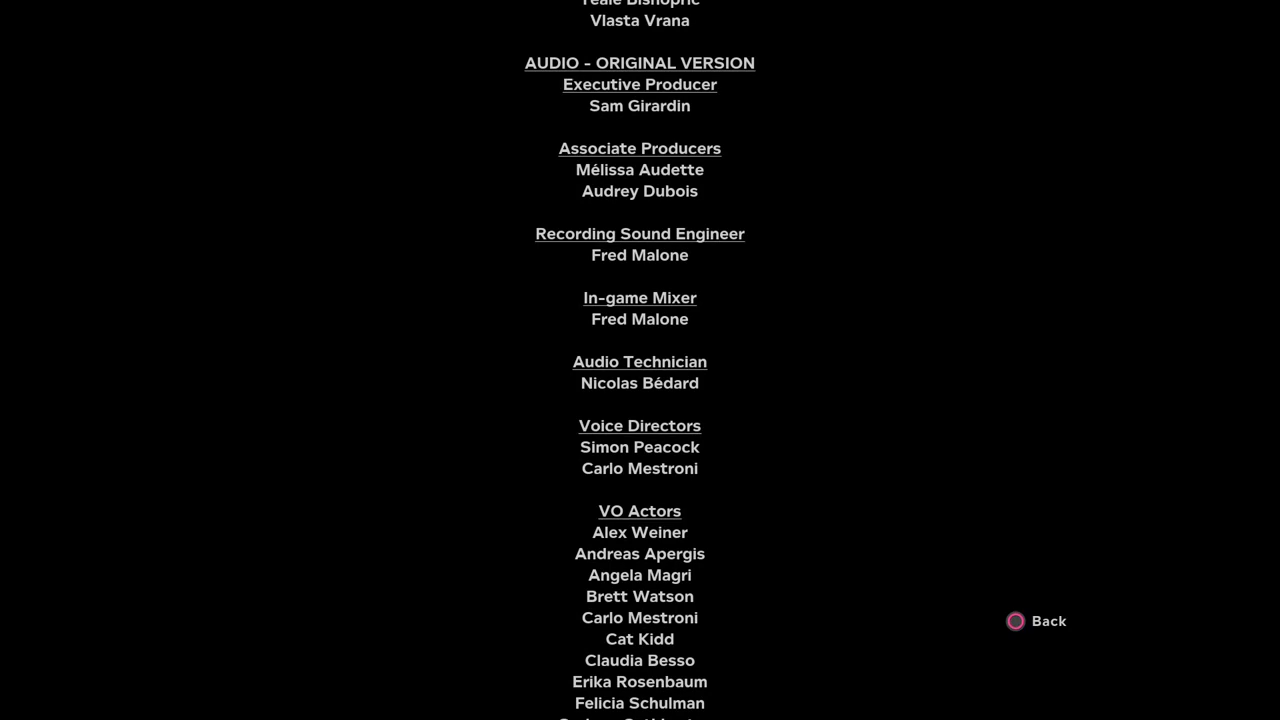 Vlasta Vrana
AUDIO - ORIGINAL VERSION
Executive Producer
Sam Girardin
Associate Producers
Mélissa Audette
Audrey Dubois
Recording Sound Engineer
Fred Malone
In-game Mixer
Fred Malone
Audio Technician
Nicolas Bédard
Voice Directors
Simon Peacock
Carlo Mestroni
VO Actors
Alex Weiner
Andreas Apergis
Angela Magri
Brett Watson
Carlo Mestroni
Cat Kidd
Claudia Besso
Erika Rosenbaum
Felicia Schulman
Back